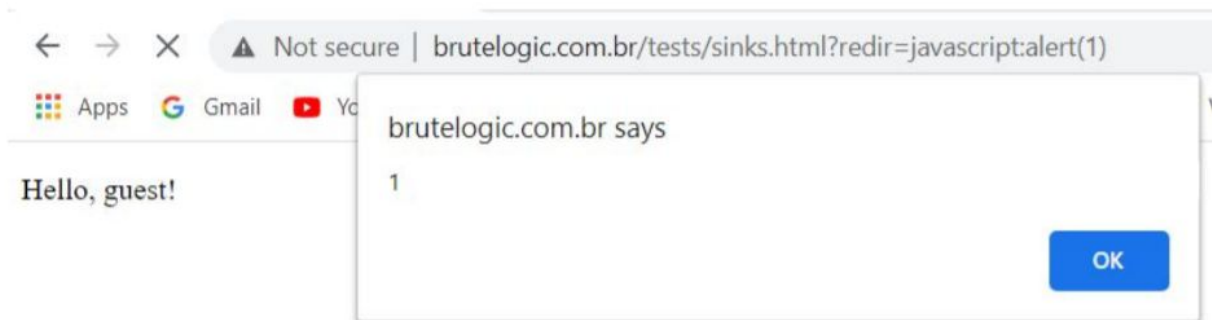 Not secure | brutelogic.com.br/tests/sinks.html?redir=javascript:alert(1)
Apps G Gmail
brutelogic.com.br says
1
Hello, guest!
OK